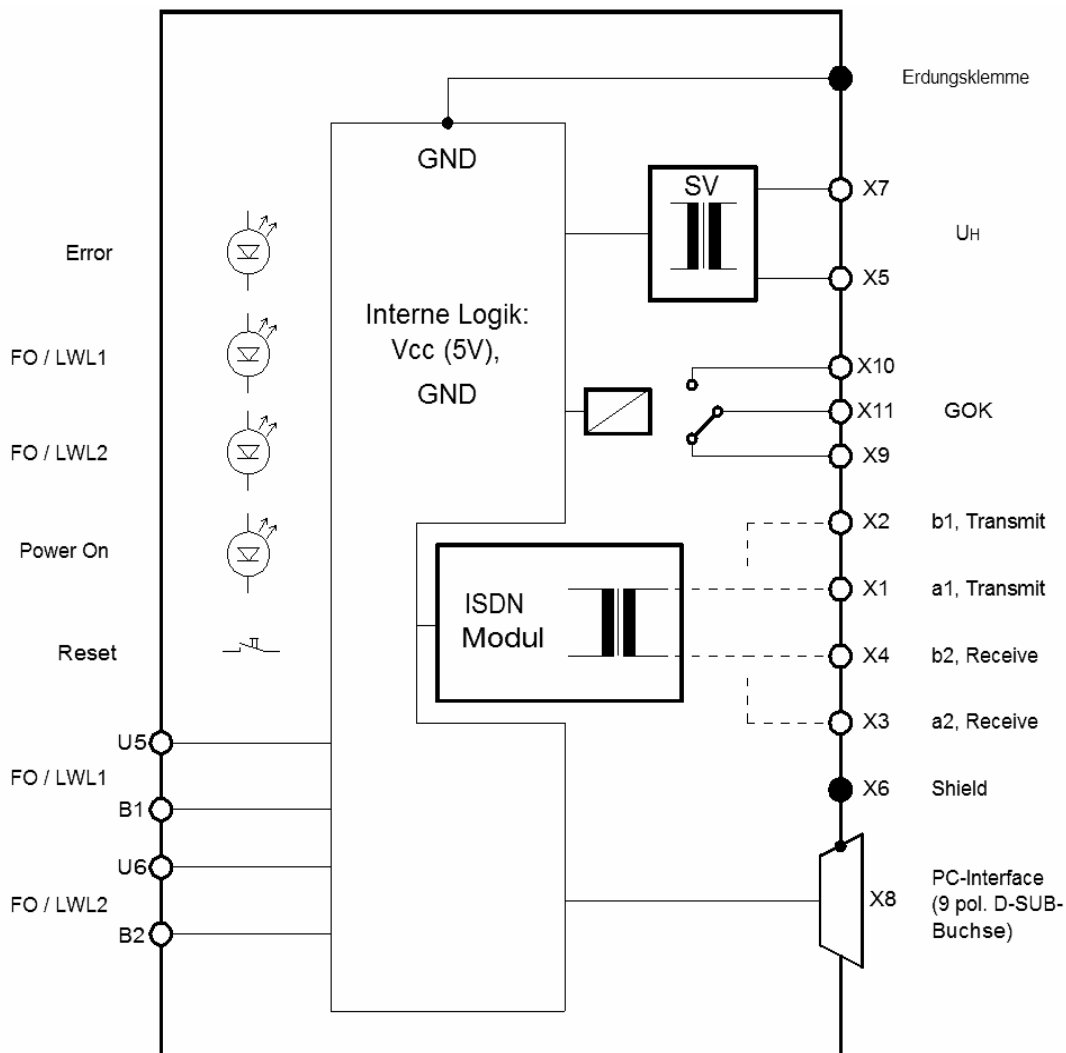 Erdungsklemme
GND
SV
X7
UH
X5
Error
Interne Logik:
Vcc (5V),
GND
FO / LWL1
X10
X11
GOK
FO / LWL2
X9
X2
b1, Transmit
Power On
X1
a1, Transmit
ISDN
Modul
Reset
X4
b2, Receive
X3
a2, Receive
U5
FO / LWL1
X6
Shield
B1
U6
FO / LWL2
B2
X8
PC-Interface
(9 pol. D-SUB-
Buchse)